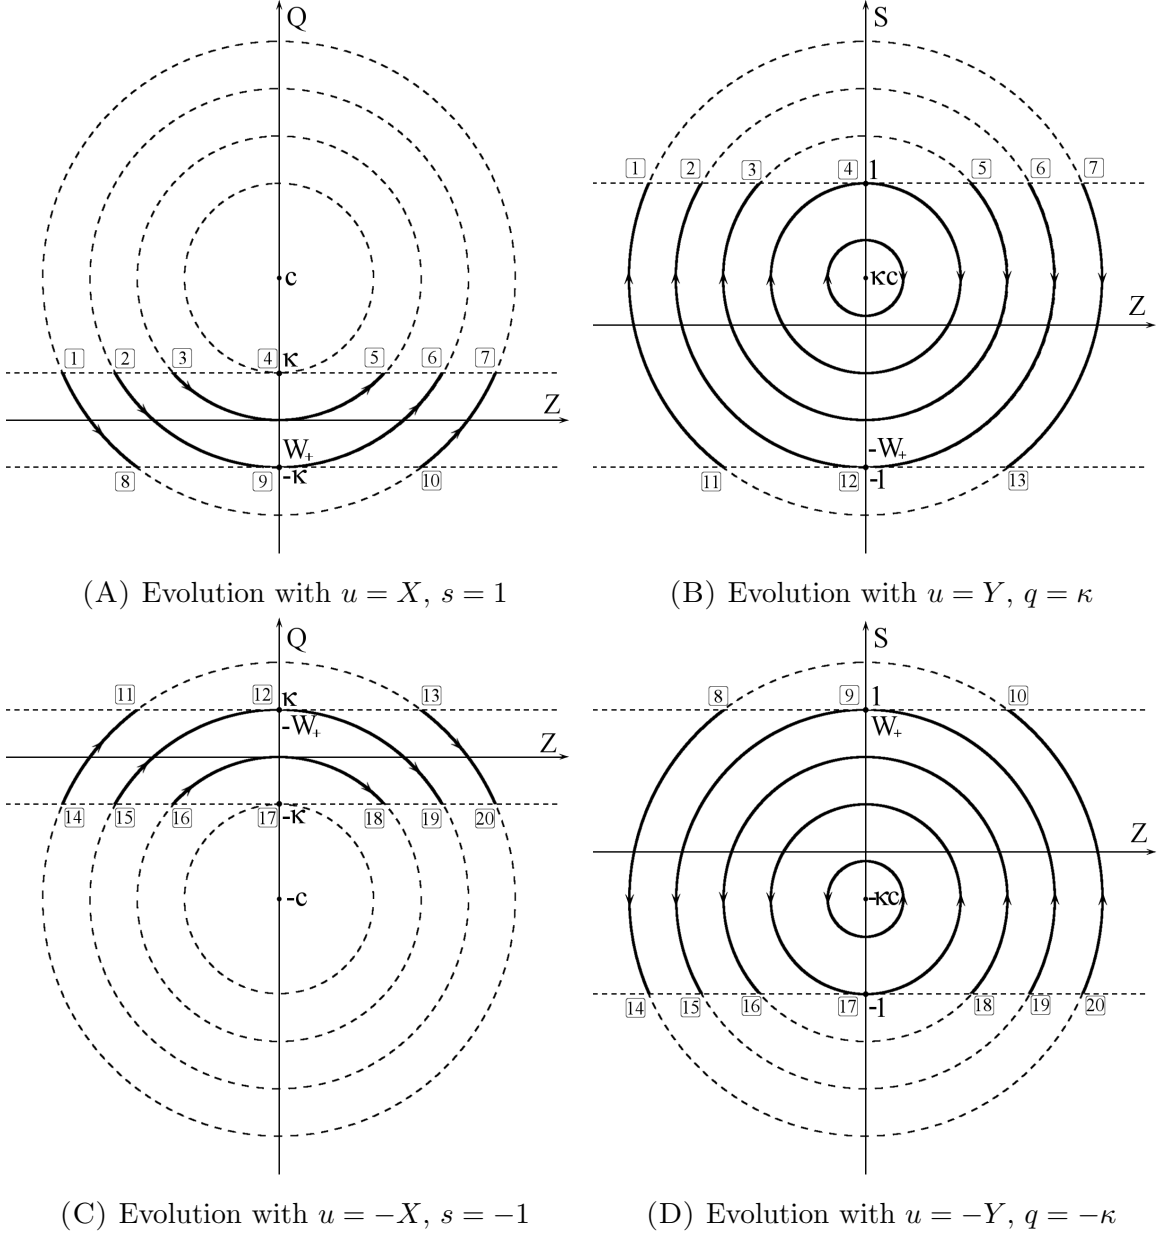 Q
c
1 2 3 4 κ 5 6 7
Z
W+
8 9 -κ 10
(A) Evolution with u = X, s = 1
S
1 2 3 4 1 5 6 7
κc
Z
-W+
11 12 -1 13
(B) Evolution with u = Y, q = κ
Q
11 12 κ 13
-W+
Z
14 15 16 17 -κ 18 19 20
-c
(C) Evolution with u = −X, s = −1
S
8 9 1 10
W+
Z
-κc
14 15 16 17 -1 18 19 20
(D) Evolution with u = −Y, q = −κ